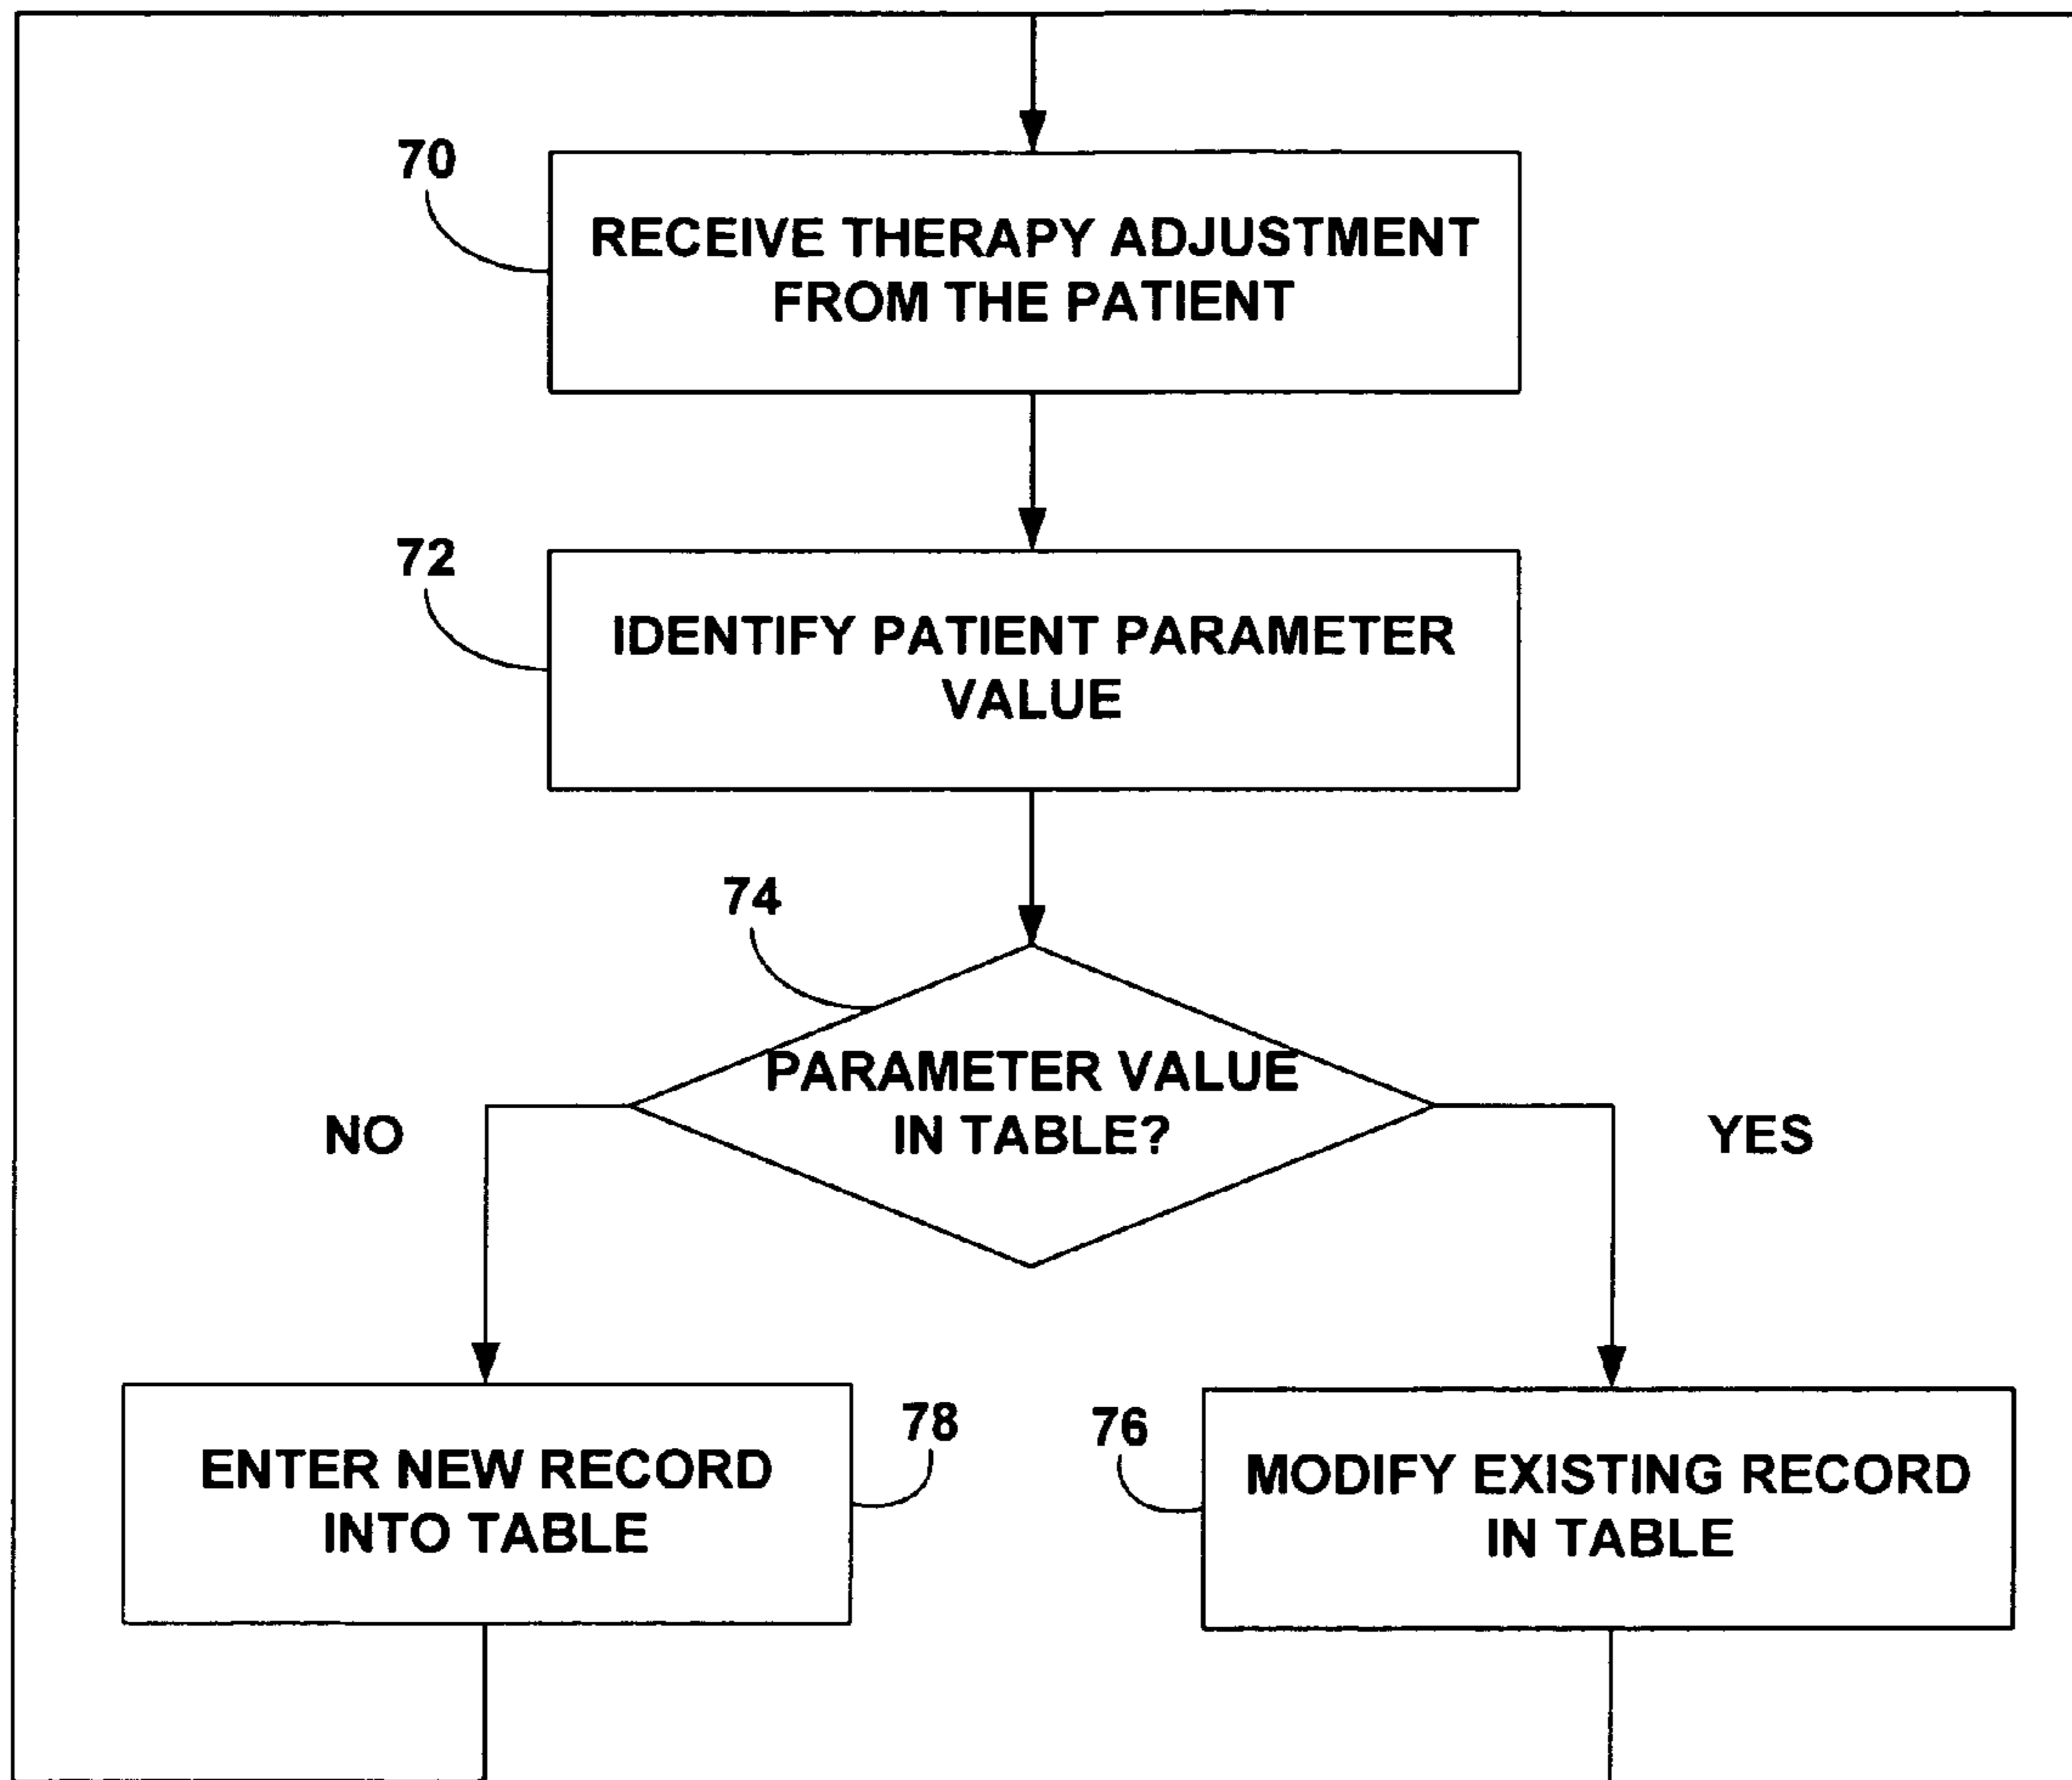 70
RECEIVE THERAPY ADJUSTMENT
FROM THE PATIENT
72
IDENTIFY PATIENT PARAMETER
VALUE
74
PARAMETER VALUE
IN TABLE?
NO
YES
ENTER NEW RECORD
INTO TABLE
78
76
MODIFY EXISTING RECORD
IN TABLE